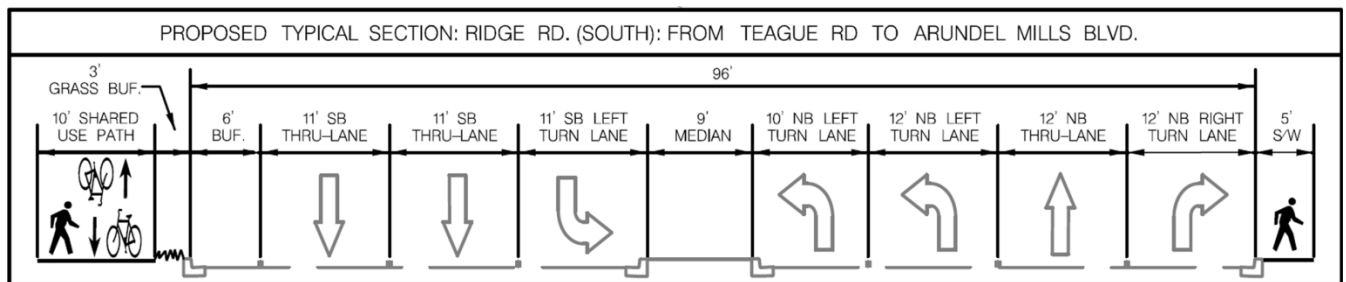 PROPOSED TYPICAL SECTION: RIDGE RD. (SOUTH): FROM TEAGUE RD TO ARUNDEL MILLS BLVD.
3'
GRASS BUF.
96'
10' SHARED
USE PATH
6'
BUF.
11' SB
THRU-LANE
11' SB
THRU-LANE
11' SB LEFT
TURN LANE
9'
MEDIAN
10' NB LEFT
TURN LANE
12' NB LEFT
TURN LANE
12' NB
THRU-LANE
12' NB RIGHT
TURN LANE
5'
S/W